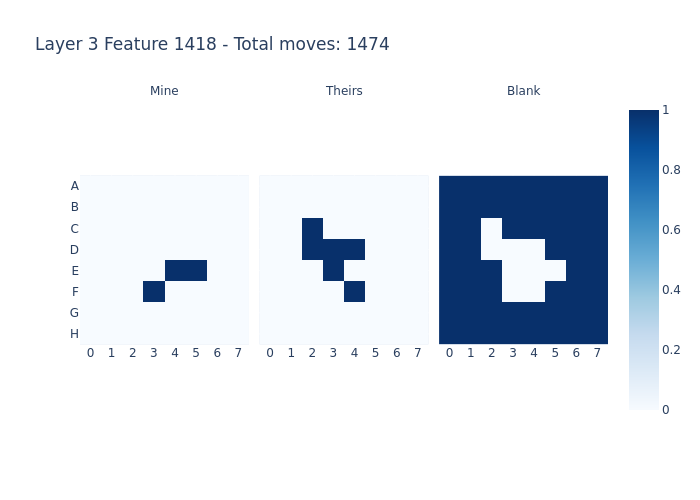 Layer 3 Feature 1418 - Total moves: 1474
Mine Theirs Blank
1
0.8
0.6
0.4
0.2
0
A
B
C
D
E
F
G
H
0 1 2 3 4 5 6 7 0 1 2 3 4 5 6 7 0 1 2 3 4 5 6 7